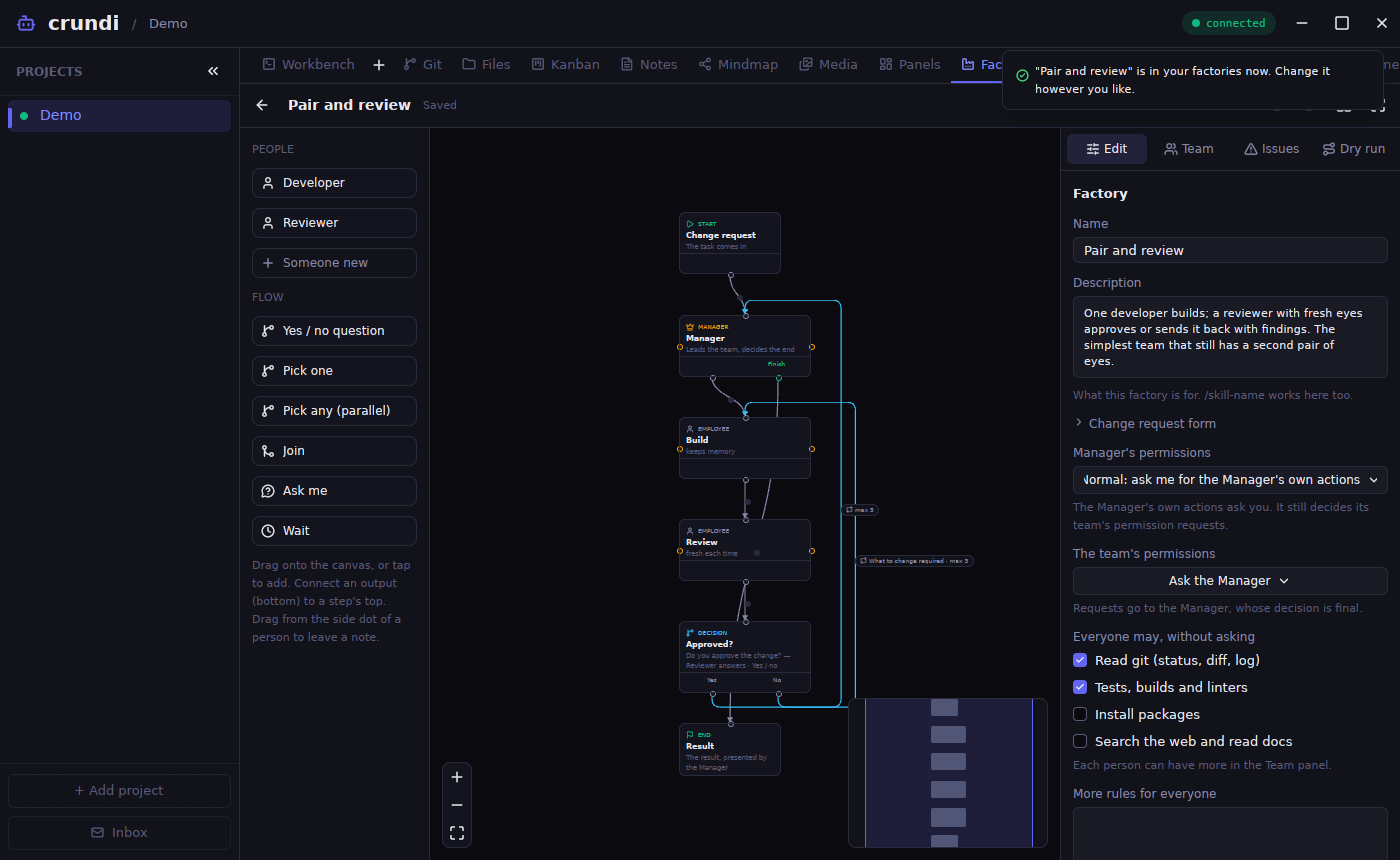 crundi / Demo
connected
PROJECTS
Demo
+ Add project
Inbox
Workbench
Git
Files
Kanban
Notes
Mindmap
Media
Panels
"Pair and review" is in your factories now. Change it
however you like.
Pair and review Saved
PEOPLE
Developer
Reviewer
Someone new
FLOW
Yes / no question
Pick one
Pick any (parallel)
Join
Ask me
Wait
Drag onto the canvas, or tap
to add. Connect an output
(bottom) to a step's top.
Drag from the side dot of a
person to leave a note.
START
Change request
The task comes in
MANAGER
Manager
Leads the team, decides the end
Finish
EMPLOYEE
Build
keeps memory
EMPLOYEE
Review
fresh each time
max 5
What to change required · max 3
DECISION
Approved?
Do you approve the change? —
Reviewer answers · Yes / no
Yes
No
END
Result
The result, presented by
the Manager
Edit
Team
Issues
Dry run
Factory
Name
Pair and review
Description
One developer builds; a reviewer with fresh eyes
approves or sends it back with findings. The
simplest team that still has a second pair of
eyes.
What this factory is for. /skill-name works here too.
Change request form
Manager's permissions
Normal: ask me for the Manager's own actions
The Manager's own actions ask you. It still decides its
team's permission requests.
The team's permissions
Ask the Manager
Requests go to the Manager, whose decision is final.
Everyone may, without asking
Read git (status, diff, log)
Tests, builds and linters
Install packages
Search the web and read docs
Each person can have more in the Team panel.
More rules for everyone